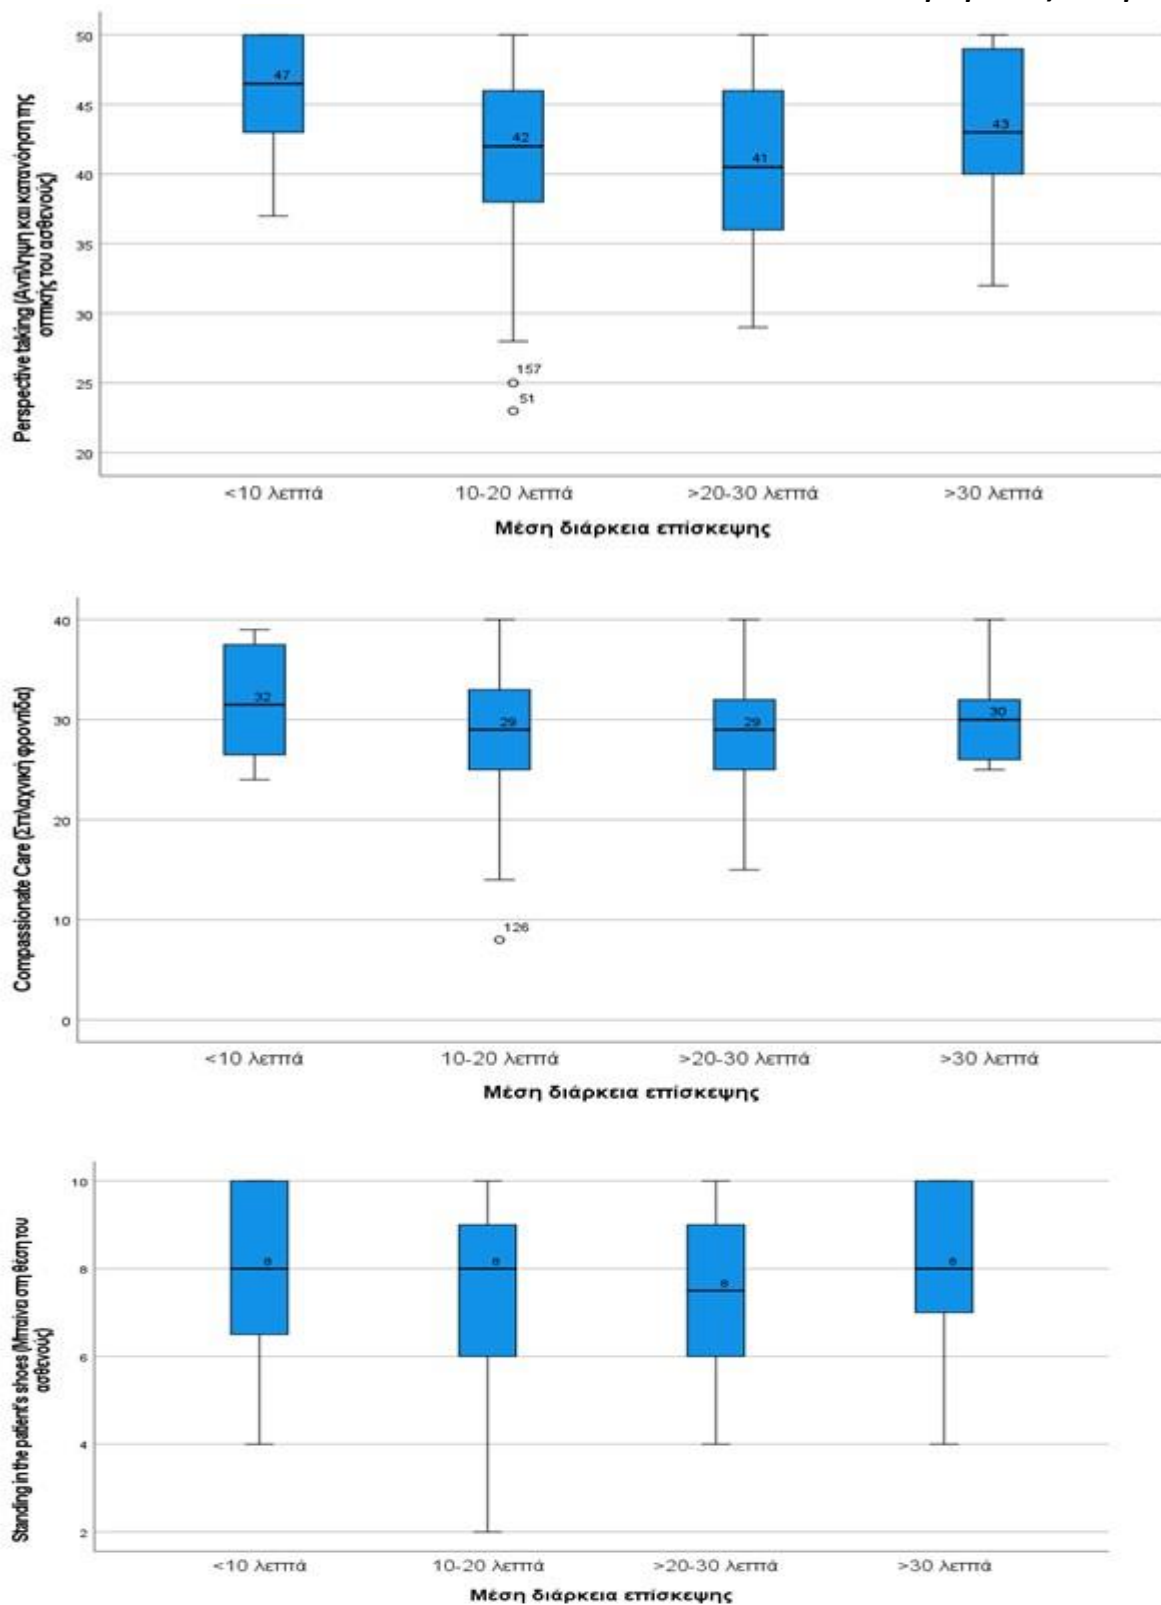 Perspective taking (Αντίληψη και κατανόηση της
οπτικής του ασθενούς)
50
45
40
35
30
25
20
47
42
41
43
157
51
<10 λεπτά 10-20 λεπτά >20-30 λεπτά >30 λεπτά
Μέση διάρκεια επίσκεψης
Compassionate Care (Σπλαχνική φροντίδα)
40
30
20
10
0
32
29
29
30
126
<10 λεπτά 10-20 λεπτά >20-30 λεπτά >30 λεπτά
Μέση διάρκεια επίσκεψης
Standing in the patient's shoes (Μπαίνω στη θέση του
ασθενούς)
10
8
6
4
2
8
8
8
8
<10 λεπτά 10-20 λεπτά >20-30 λεπτά >30 λεπτά
Μέση διάρκεια επίσκεψης